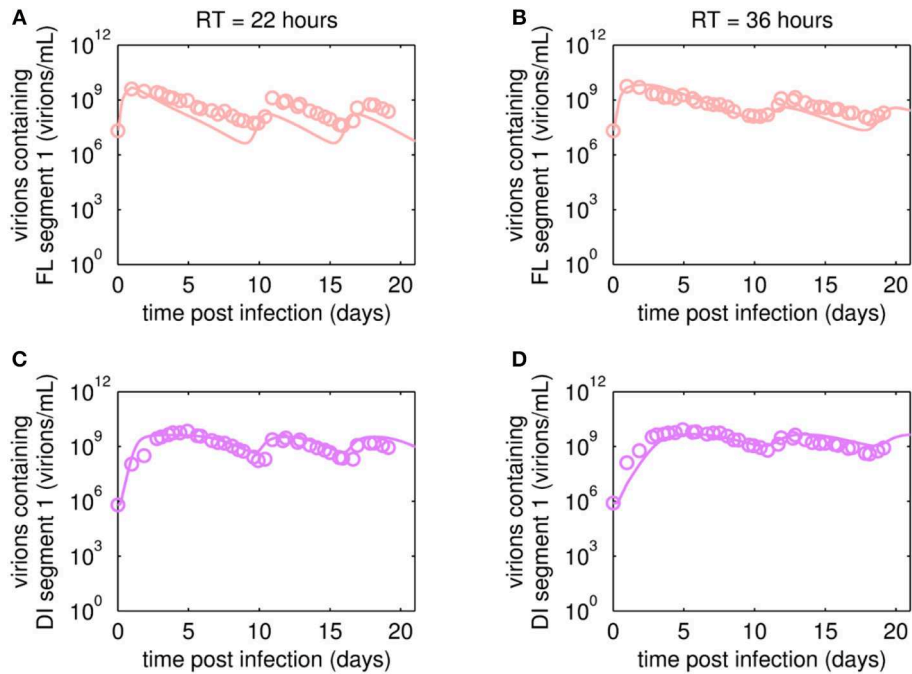 A
RT = 22 hours
virions containing
FL segment 1 (virions/mL)
10^12
10^9
10^6
10^3
10^0
0 5 10 15 20
time post infection (days)
B
RT = 36 hours
virions containing
FL segment 1 (virions/mL)
10^12
10^9
10^6
10^3
10^0
0 5 10 15 20
time post infection (days)
C
virions containing
DI segment 1 (virions/mL)
10^12
10^9
10^6
10^3
10^0
0 5 10 15 20
time post infection (days)
D
virions containing
DI segment 1 (virions/mL)
10^12
10^9
10^6
10^3
10^0
0 5 10 15 20
time post infection (days)